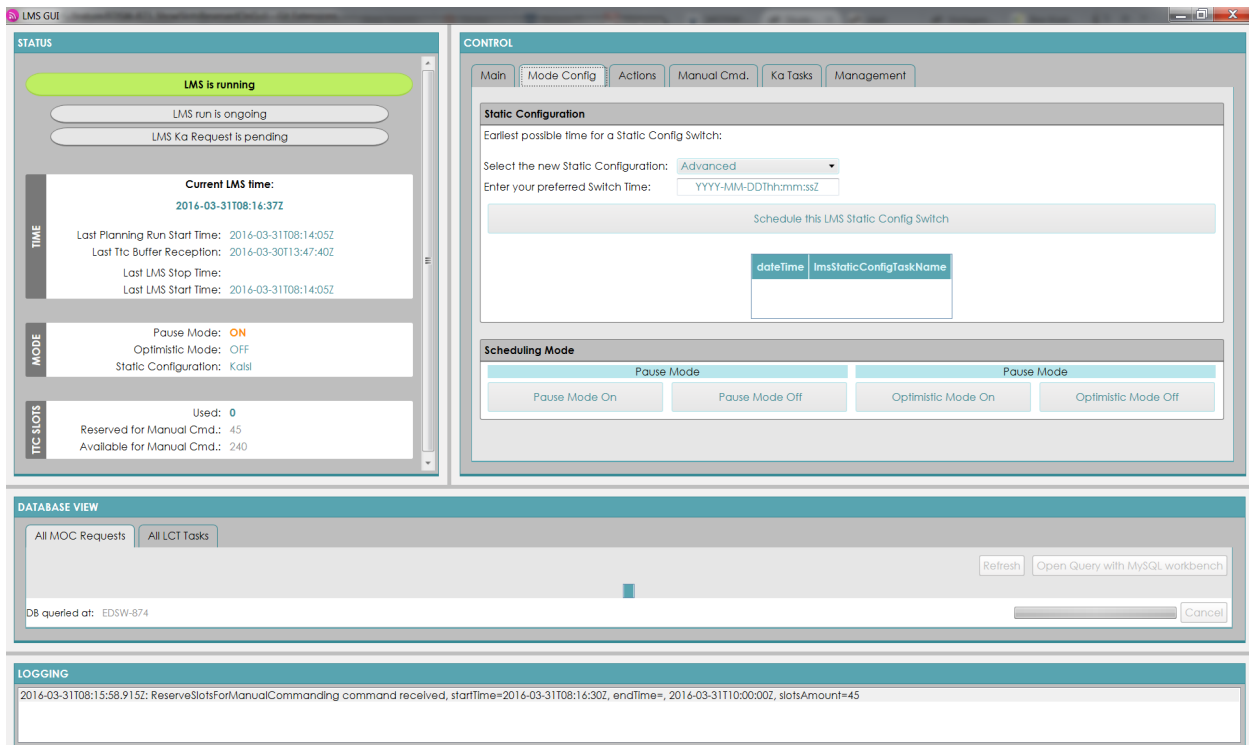 LMS GUI
STATUS
LMS is running
LMS run is ongoing
LMS Ka Request is pending
TIME
Current LMS time:
2016-03-31T08:16:37Z
Last Planning Run Start Time: 2016-03-31T08:14:05Z
Last Ttc Buffer Reception: 2016-03-30T13:47:40Z
Last LMS Stop Time:
Last LMS Start Time: 2016-03-31T08:14:05Z
MODE
Pause Mode: ON
Optimistic Mode: OFF
Static Configuration: KaIsl
TTC SLOTS
Used: 0
Reserved for Manual Cmd.: 45
Available for Manual Cmd.: 240
CONTROL
Main Mode Config Actions Manual Cmd. Ka Tasks Management
Static Configuration
Earliest possible time for a Static Config Switch:
Select the new Static Configuration: Advanced
Enter your preferred Switch Time: YYYY-MM-DDThh:mm:ssZ
Schedule this LMS Static Config Switch
dateTime lmsStaticConfigTaskName
Scheduling Mode
Pause Mode Pause Mode
Pause Mode On Pause Mode Off Optimistic Mode On Optimistic Mode Off
DATABASE VIEW
All MOC Requests All LCT Tasks
Refresh Open Query with MySQL workbench
DB queried at: EDSW-874
Cancel
LOGGING
2016-03-31T08:15:58.915Z: ReserveSlotsForManualCommanding command received, startTime=2016-03-31T08:16:30Z, endTime=, 2016-03-31T10:00:00Z, slotsAmount=45